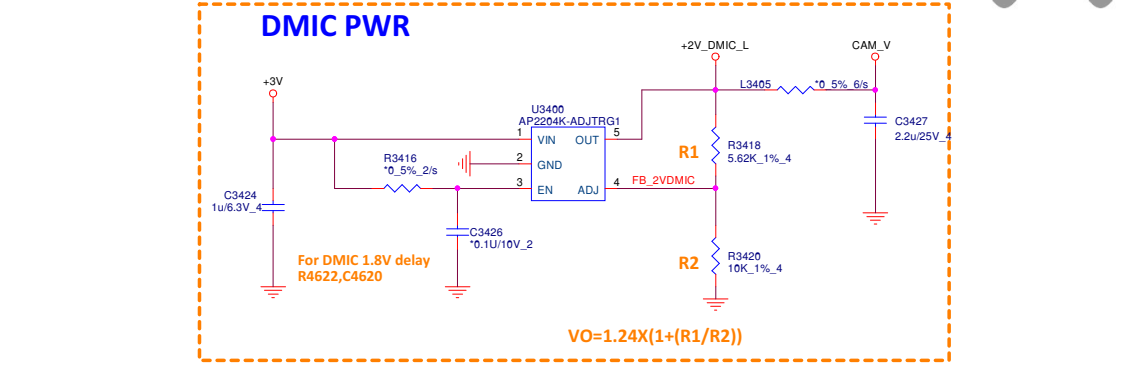 DMIC PWR
+2V_DMIC_L
CAM_V
+3V
L3405
*0_5%_6/s
U3400
AP2204K-ADJTRG1
C3427
2.2u/25V_4
1
VIN
OUT
5
R3418
5.62K_1%_4
R1
R3416
*0_5%_2/s
2
GND
3
EN
ADJ
4
FB_2VDMIC
C3424
1u/6.3V_4
C3426
*0.1U/10V_2
For DMIC 1.8V delay
R4622,C4620
R2
R3420
10K_1%_4
VO=1.24X(1+(R1/R2))